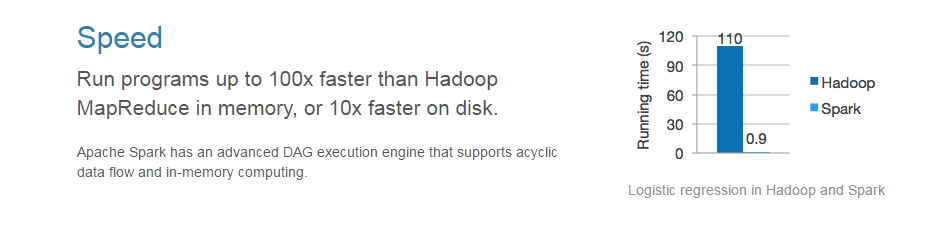 Speed
Run programs up to 100x faster than Hadoop
MapReduce in memory, or 10x faster on disk.
Apache Spark has an advanced DAG execution engine that supports acyclic
data flow and in-memory computing.
Running time (s)
120
90
60
30
0
110
0.9
Hadoop
Spark
Logistic regression in Hadoop and Spark